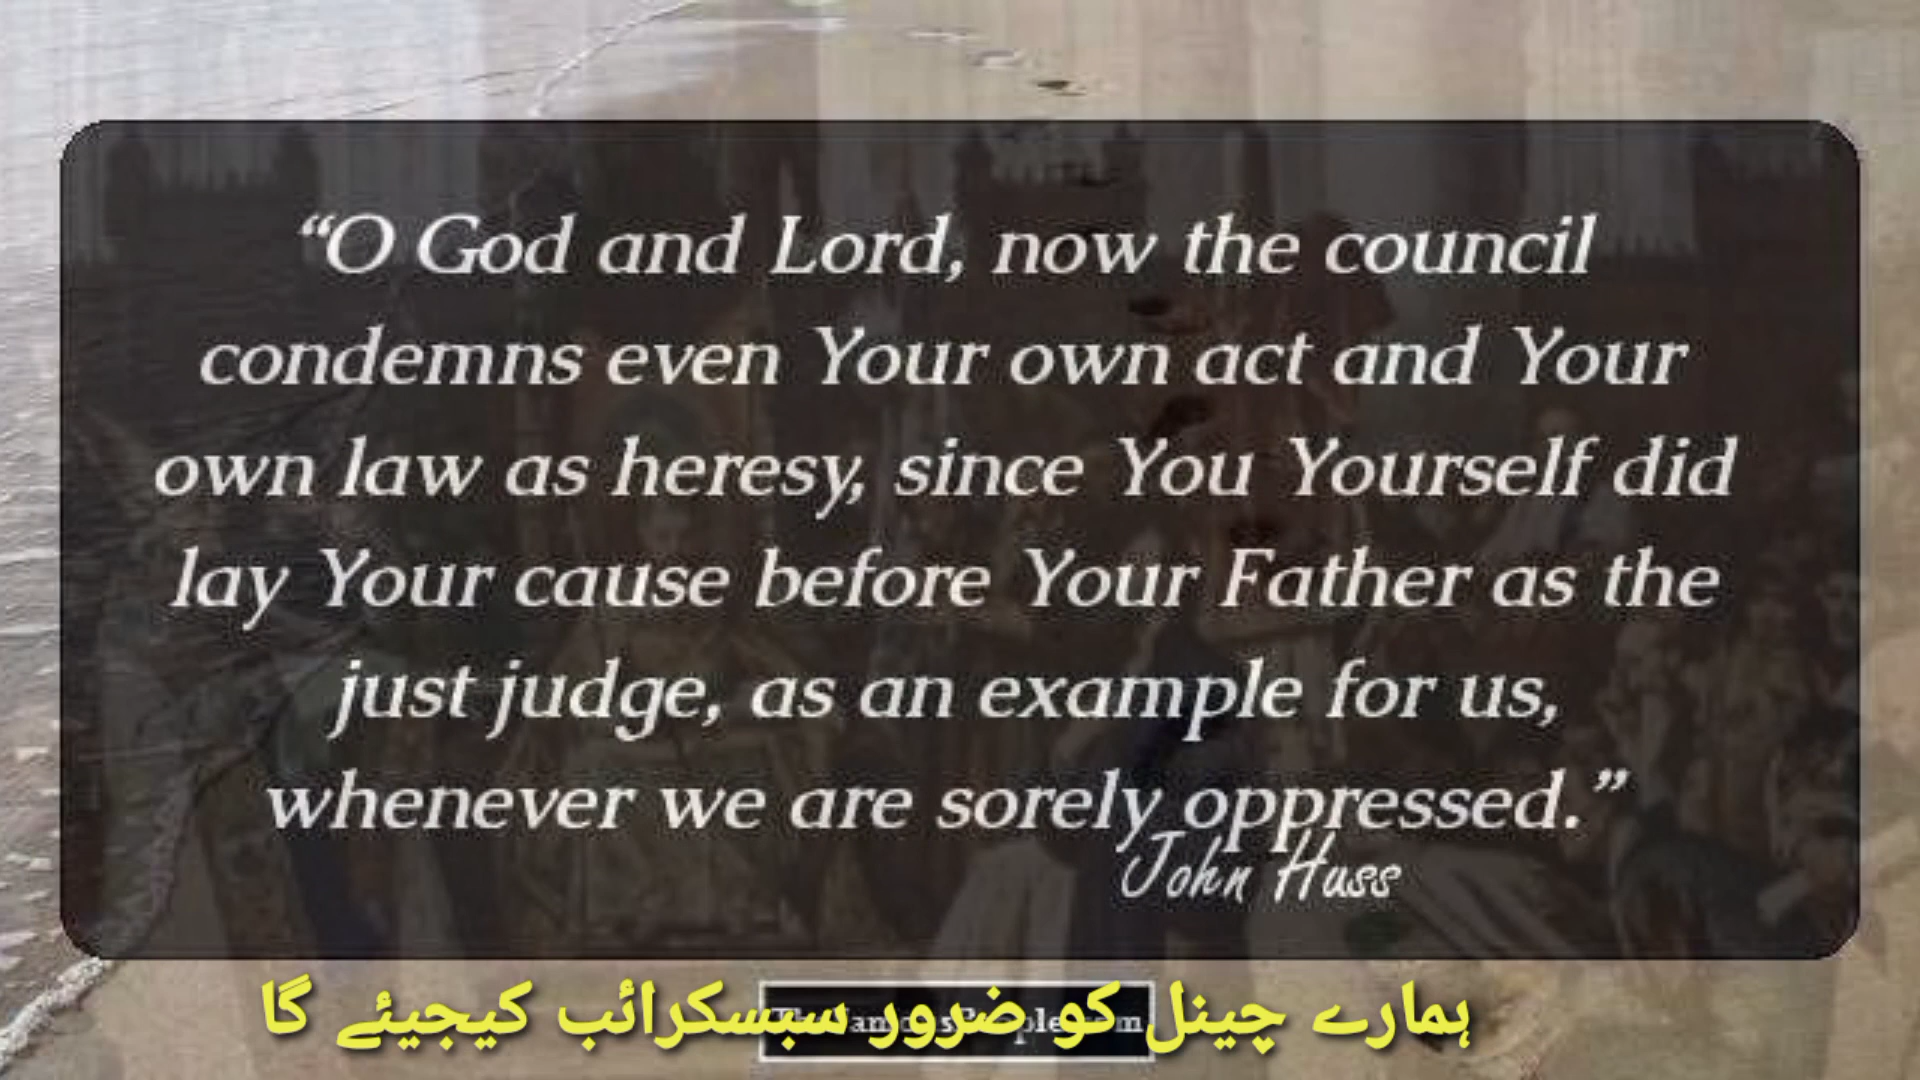 “O God and Lord, now the council
condemns even Your own act and Your
own law as heresy, since You Yourself did
lay Your cause before Your Father as the
just judge, as an example for us,
whenever we are sorely oppressed.”
John Huss
ہمارے چینل کو ضرور سبسکرائب کیجیئے گا